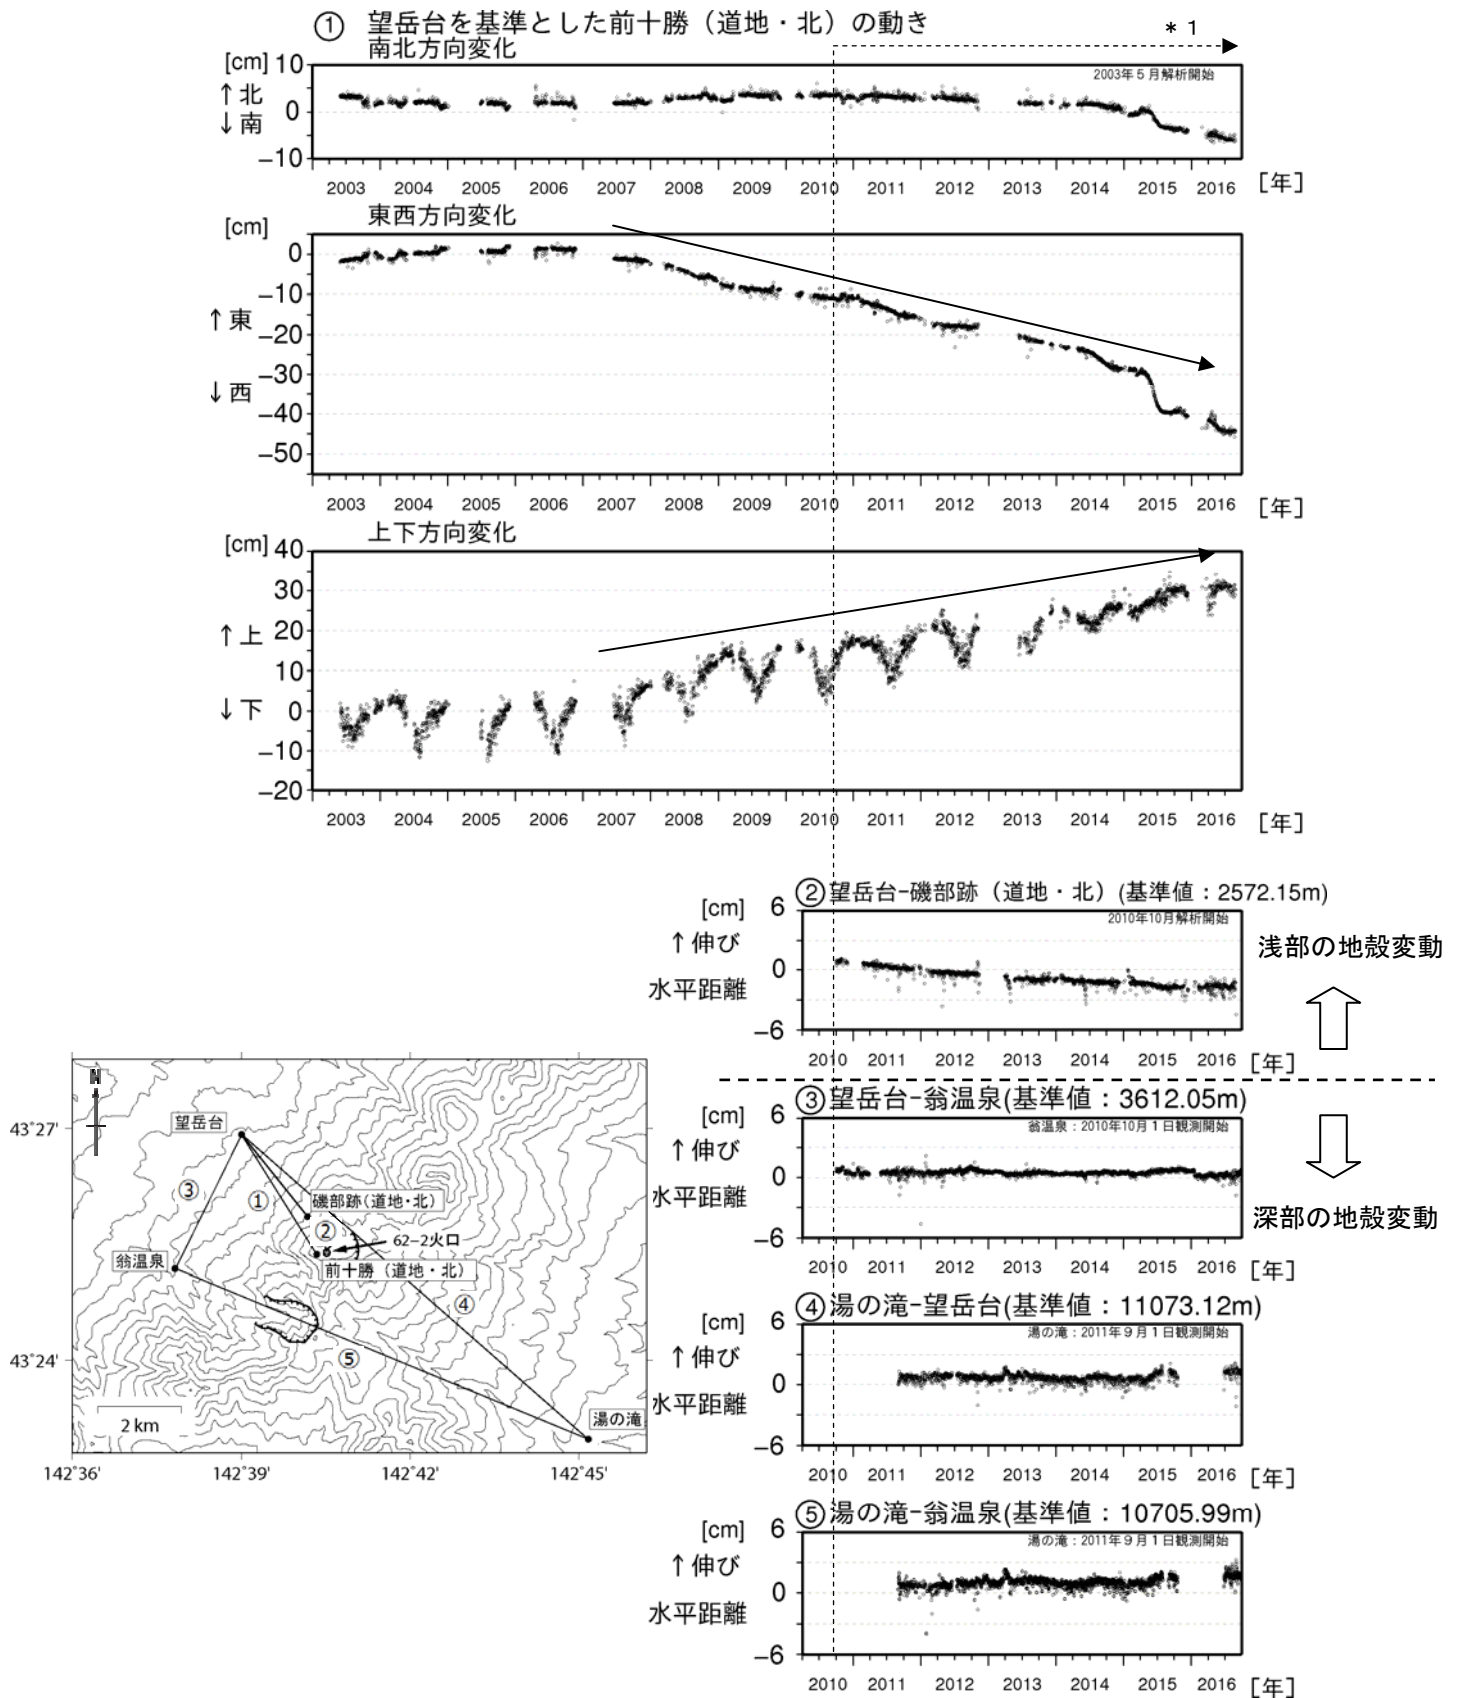 ① 望岳台を基準とした前十勝（道地・北）の動き
南北方向変化
＊１
[cm]
10
0
−10
↑北
↓南
2003年５月解析開始
2003 2004 2005 2006 2007 2008 2009 2010 2011 2012 2013 2014 2015 2016 ［年］
東西方向変化
[cm]
0
−10
−20
−30
−40
−50
↑東
↓西
2003 2004 2005 2006 2007 2008 2009 2010 2011 2012 2013 2014 2015 2016 ［年］
上下方向変化
[cm]
40
30
20
10
0
−10
−20
↑上
↓下
2003 2004 2005 2006 2007 2008 2009 2010 2011 2012 2013 2014 2015 2016 ［年］
②望岳台−磯部跡（道地・北）(基準値：2572.15m)
[cm]
6
0
−6
↑伸び
水平距離
2010年10月解析開始
2010 2011 2012 2013 2014 2015 2016 ［年］
浅部の地殻変動
③望岳台−翁温泉(基準値：3612.05m)
[cm]
6
0
−6
↑伸び
水平距離
翁温泉：2010年10月１日観測開始
2010 2011 2012 2013 2014 2015 2016 ［年］
深部の地殻変動
④湯の滝−望岳台(基準値：11073.12m)
[cm]
6
0
−6
↑伸び
水平距離
湯の滝：2011年９月１日観測開始
2010 2011 2012 2013 2014 2015 2016 ［年］
⑤湯の滝−翁温泉(基準値：10705.99m)
[cm]
6
0
−6
↑伸び
水平距離
湯の滝：2011年９月１日観測開始
2010 2011 2012 2013 2014 2015 2016 ［年］
N
43°27'
43°24'
望岳台
③
①
磯部跡（道地・北）
②
62−2火口
翁温泉
前十勝（道地・北）
④
⑤
湯の滝
2 km
142°36' 142°39' 142°42' 142°45'